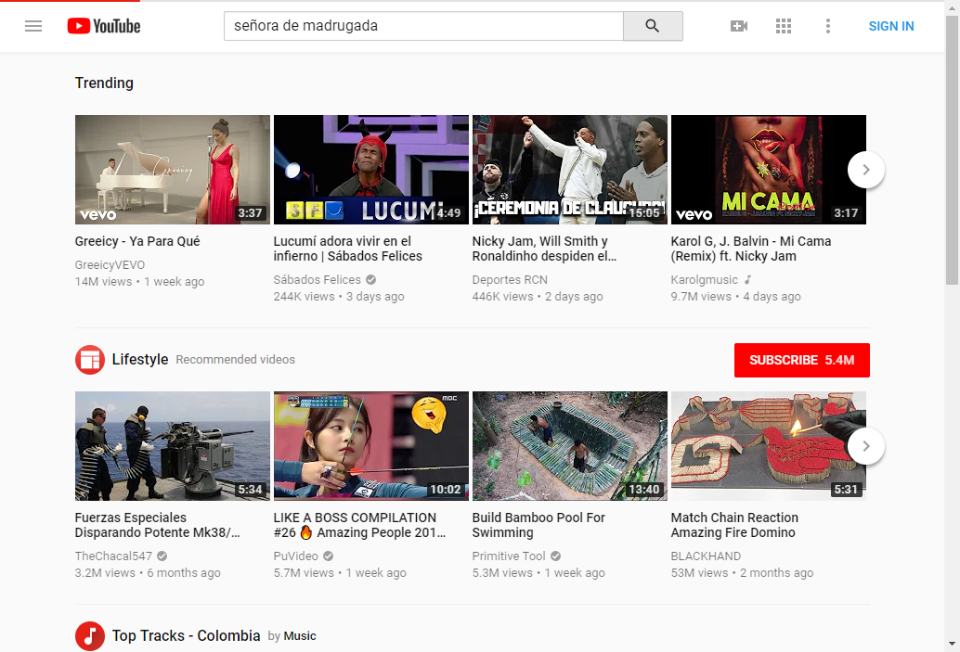 YouTube
señora de madrugada
SIGN IN
Trending
vevo
3:37
SFC
LUCUMÍ
4:49
¡CEREMONIA DE CLAUSURA!
15:05
vevo
MI CAMA
3:17
Greeicy - Ya Para Qué
GreeicyVEVO
14M views • 1 week ago
Lucumí adora vivir en el
infierno | Sábados Felices
Sábados Felices
244K views • 3 days ago
Nicky Jam, Will Smith y
Ronaldinho despiden el...
Deportes RCN
446K views • 2 days ago
Karol G, J. Balvin - Mi Cama
(Remix) ft. Nicky Jam
Karolgmusic
9.7M views • 4 days ago
Lifestyle Recommended videos
SUBSCRIBE 5.4M
5:34
MBC
10:02
13:40
5:31
Fuerzas Especiales
Disparando Potente Mk38/...
TheChacal547
3.2M views • 6 months ago
LIKE A BOSS COMPILATION
#26 🔥 Amazing People 201...
PuVideo
5.7M views • 1 week ago
Build Bamboo Pool For
Swimming
Primitive Tool
5.3M views • 1 week ago
Match Chain Reaction
Amazing Fire Domino
BLACKHAND
53M views • 2 months ago
Top Tracks - Colombia by Music